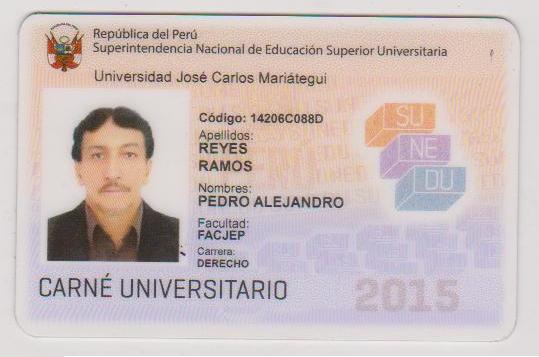 República del Perú
Superintendencia Nacional de Educación Superior Universitaria
Universidad José Carlos Mariátegui
Código: 14206C088D
Apellidos:
REYES
RAMOS
Nombres:
PEDRO ALEJANDRO
Facultad:
FACJEP
Carrera:
DERECHO
SU
NE
DU
CARNÉ UNIVERSITARIO
2015